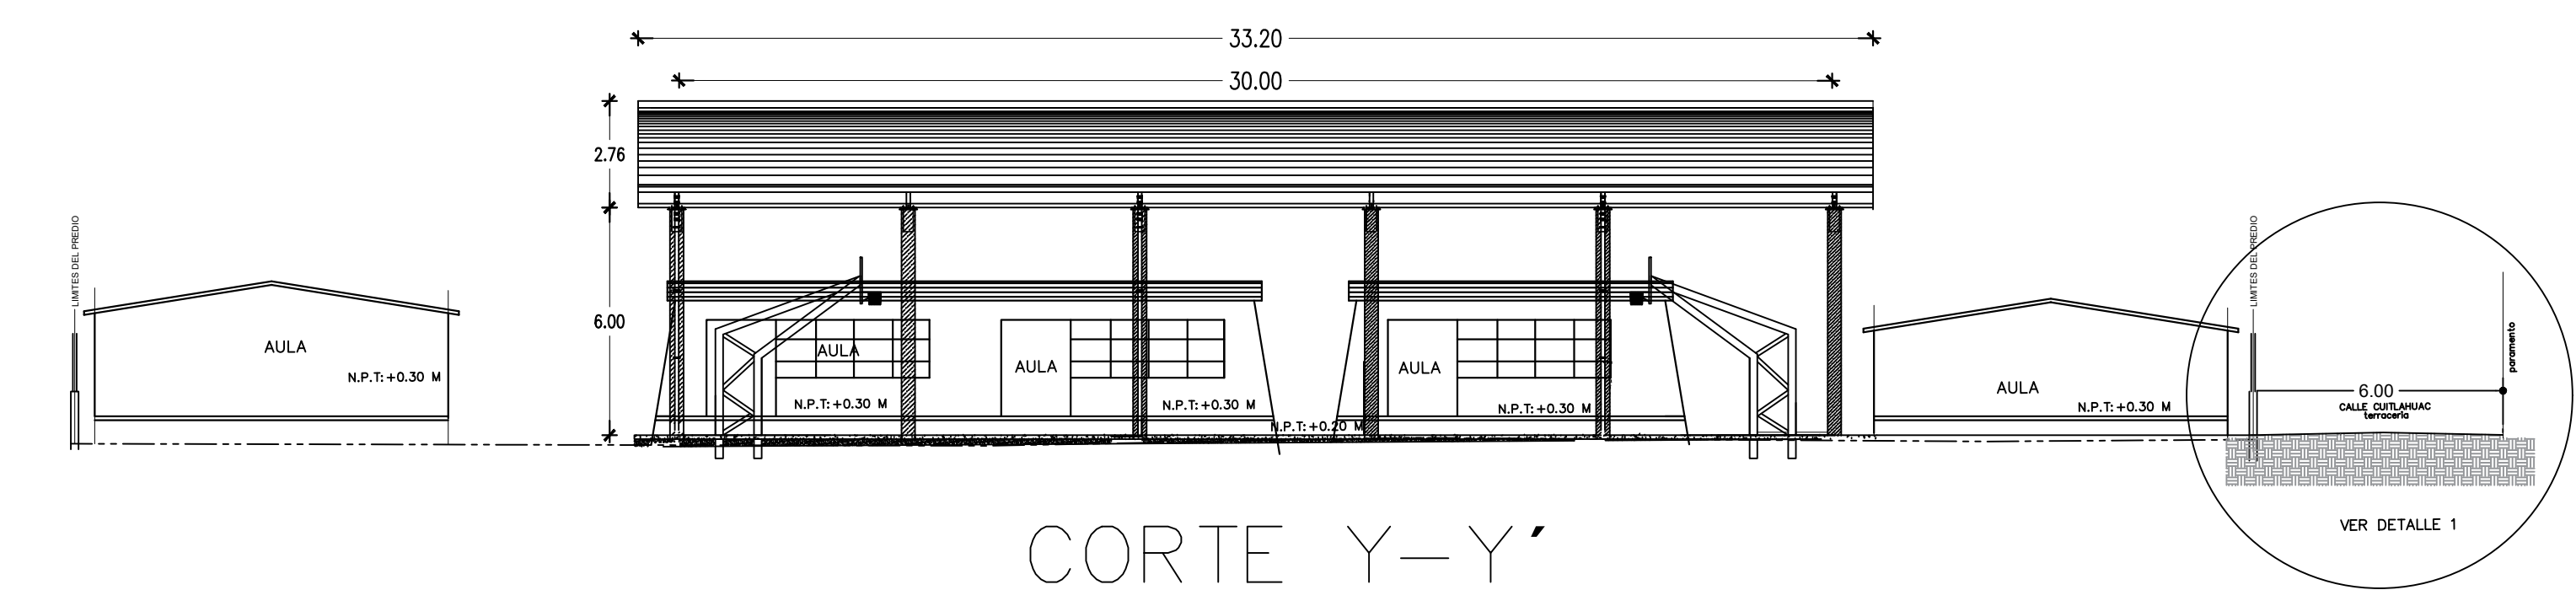 33.20
30.00
2.76
6.00
LIMITES DEL PREDIO
AULA
N.P.T:+0.30 M
AULA
N.P.T:+0.30 M
AULA
N.P.T:+0.30 M
N.P.T:+0.20 M
AULA
N.P.T:+0.30 M
AULA
N.P.T:+0.30 M
LIMITES DEL PREDIO
paramento
6.00
CALLE CUITLAHUAC
terraceria
VER DETALLE 1
CORTE Y-Y´